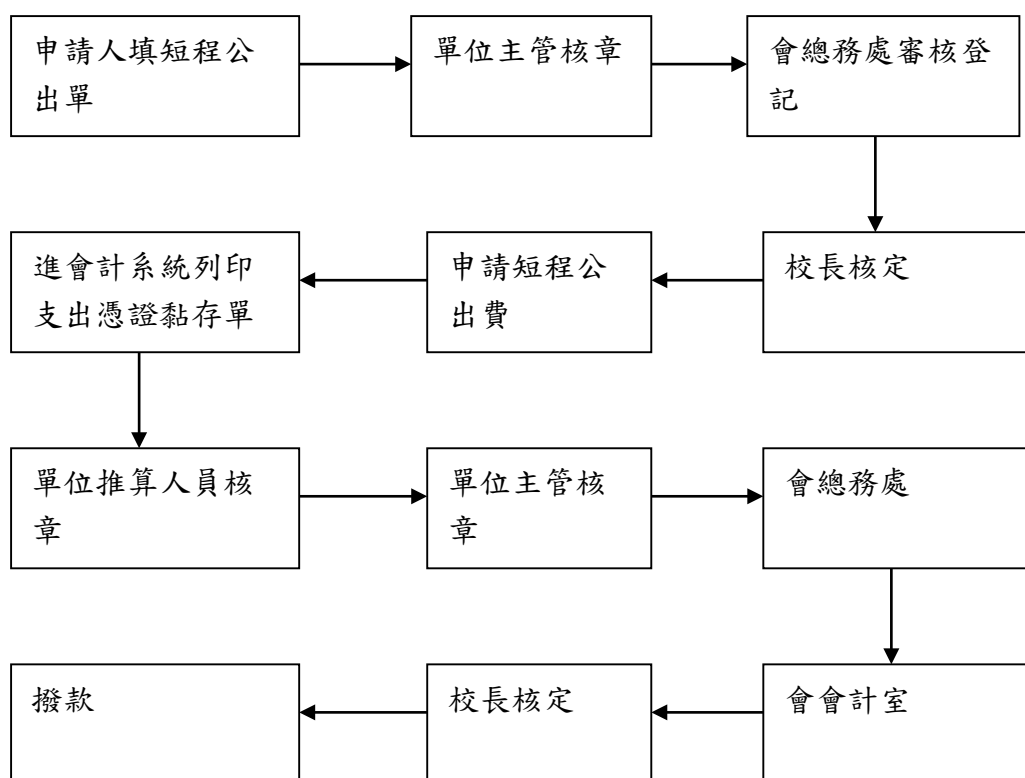 申請人填短程公
出單
單位主管核章
會總務處審核登
記
校長核定
申請短程公
出費
進會計系統列印
支出憑證黏存單
單位推算人員核
章
單位主管核
章
會總務處
會會計室
校長核定
撥款